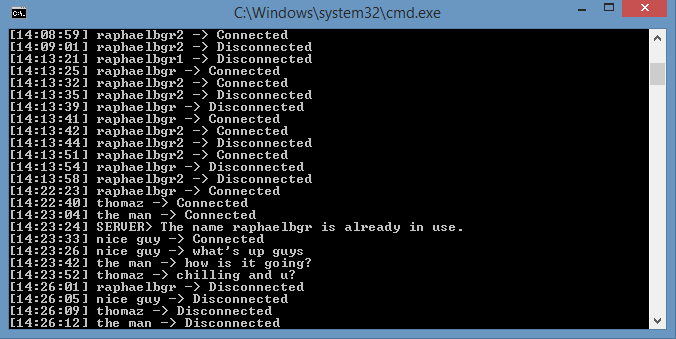 C:\Windows\system32\cmd.exe
[14:08:59] raphaelbgr2 -> Connected
[14:09:01] raphaelbgr2 -> Disconnected
[14:13:21] raphaelbgr1 -> Disconnected
[14:13:25] raphaelbgr -> Connected
[14:13:32] raphaelbgr2 -> Connected
[14:13:35] raphaelbgr2 -> Disconnected
[14:13:39] raphaelbgr -> Disconnected
[14:13:41] raphaelbgr -> Connected
[14:13:42] raphaelbgr2 -> Connected
[14:13:44] raphaelbgr2 -> Disconnected
[14:13:51] raphaelbgr2 -> Connected
[14:13:54] raphaelbgr -> Disconnected
[14:13:58] raphaelbgr2 -> Disconnected
[14:22:23] raphaelbgr -> Connected
[14:22:40] thomaz -> Connected
[14:23:04] the man -> Connected
[14:23:24] SERVER> The name raphaelbgr is already in use.
[14:23:33] nice guy -> Connected
[14:23:26] nice guy -> what's up guys
[14:23:42] the man -> how is it going?
[14:23:52] thomaz -> chilling and u?
[14:26:01] raphaelbgr -> Disconnected
[14:26:05] nice guy -> Disconnected
[14:26:09] thomaz -> Disconnected
[14:26:12] the man -> Disconnected